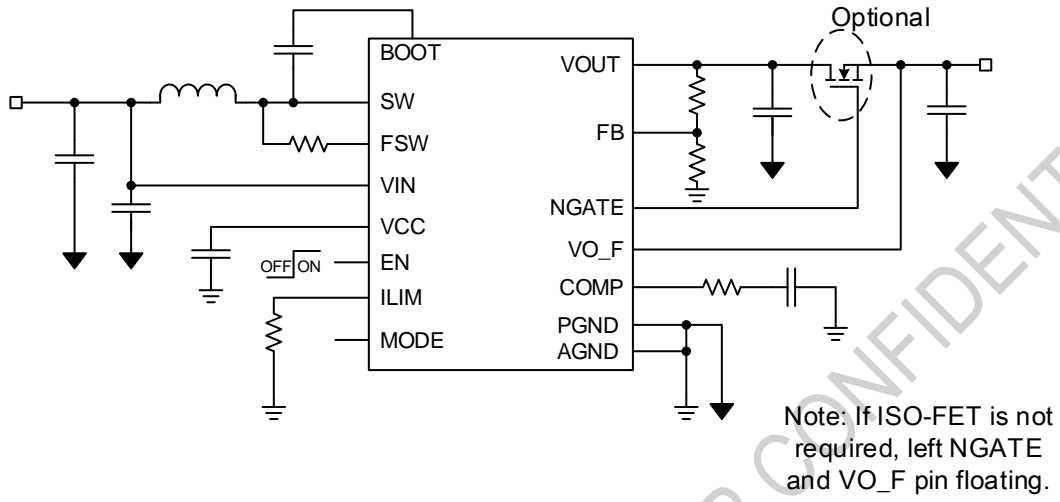 Optional
BOOT
SW
FSW
VIN
VCC
EN
ILIM
MODE
OFF
ON
VOUT
FB
NGATE
VO_F
COMP
PGND
AGND
Note: If ISO-FET is not
required, left NGATE
and VO_F pin floating.
CONFIDENT